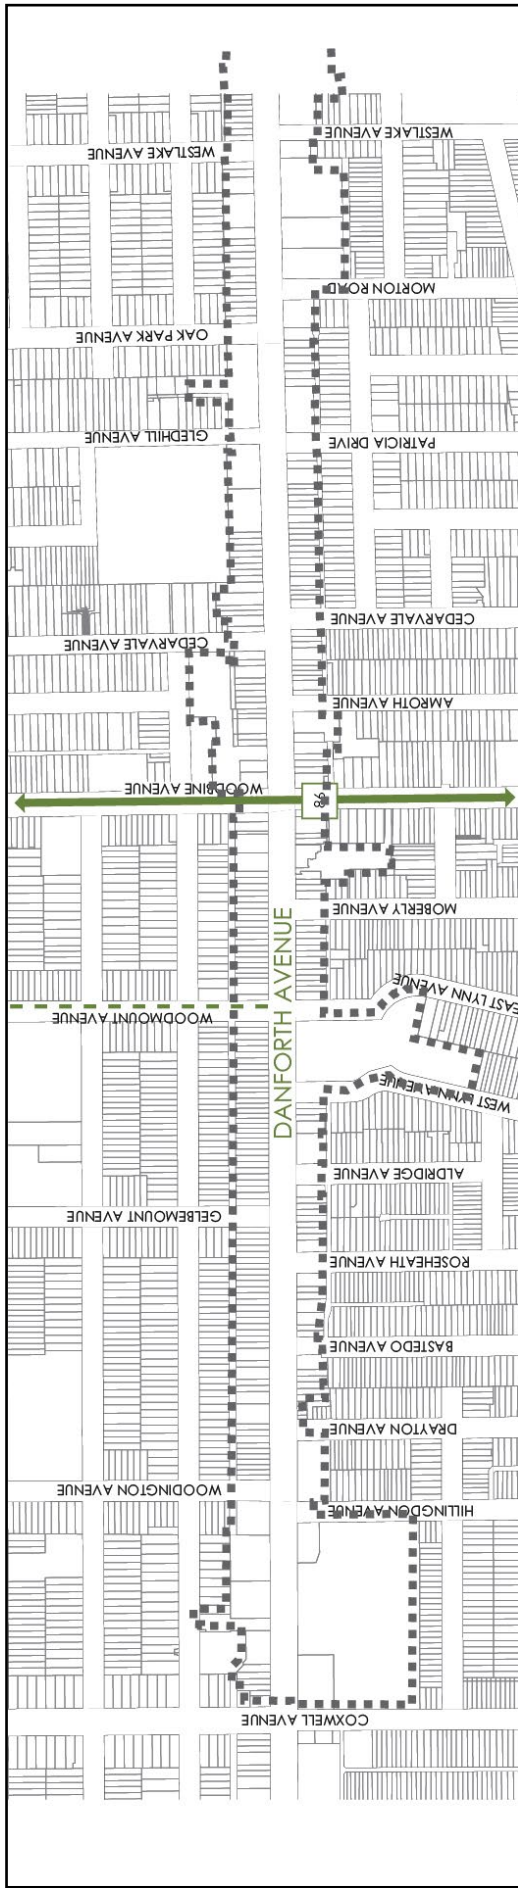 WESTLAKE AVENUE
WESTLAKE AVENUE
MORTON ROAD
OAK PARK AVENUE
GLEDHILL AVENUE
PATRICIA DRIVE
CEDARVALE AVENUE
CEDARVALE AVENUE
AMROTH AVENUE
WOODBINE AVENUE
MOBERLY AVENUE
DANFORTH AVENUE
EAST LYNN AVENUE
WOODMOUNT AVENUE
WEST LYNN AVENUE
ALDRIDGE AVENUE
GELBEMOUNT AVENUE
ROSEHEATH AVENUE
BASTEDO AVENUE
DRAYTON AVENUE
WOODINGTON AVENUE
HILLINGDON AVENUE
COXWELL AVENUE